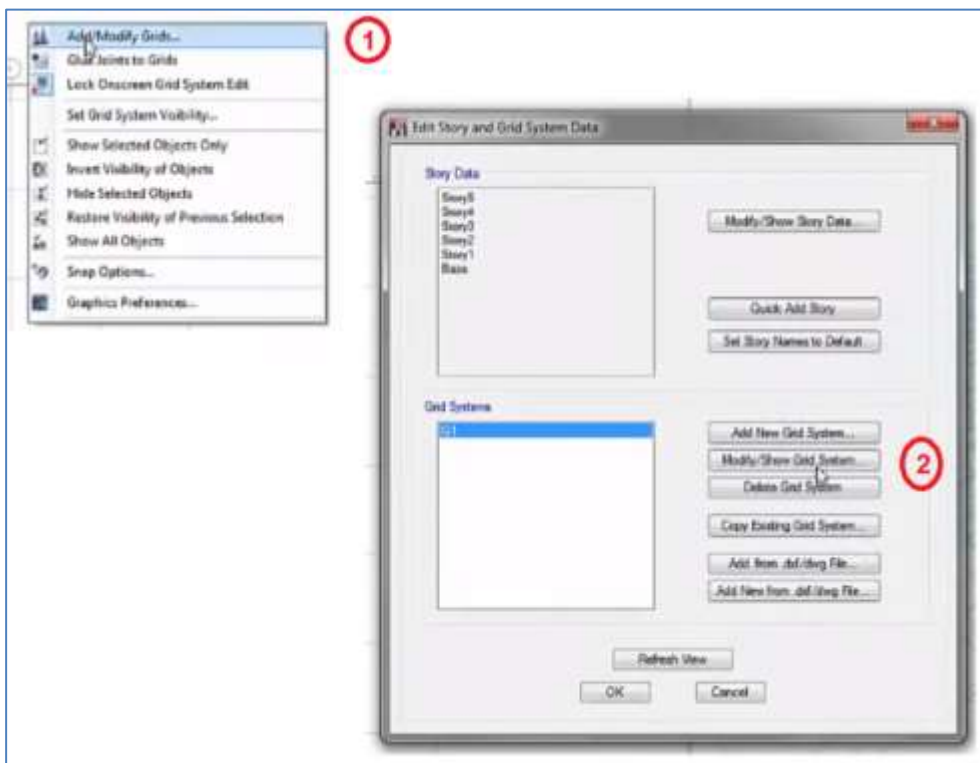 Add/Modify Grids...
Glue Joints to Grids
Lock Onscreen Grid System Edit
Set Grid System Visibility...
Show Selected Objects Only
Invert Visibility of Objects
Hide Selected Objects
Restore Visibility of Previous Selection
Show All Objects
Snap Options...
Graphics Preferences...
1
Edit Story and Grid System Data
Story Data
Story5
Story4
Story3
Story2
Story1
Base
Modify/Show Story Data...
Quick Add Story
Set Story Names to Default
Grid Systems
G1
Add New Grid System...
Modify/Show Grid System...
Delete Grid System
2
Copy Existing Grid System...
Add from .dxf/dwg File...
Add New from .dxf/dwg File...
Refresh View
OK
Cancel